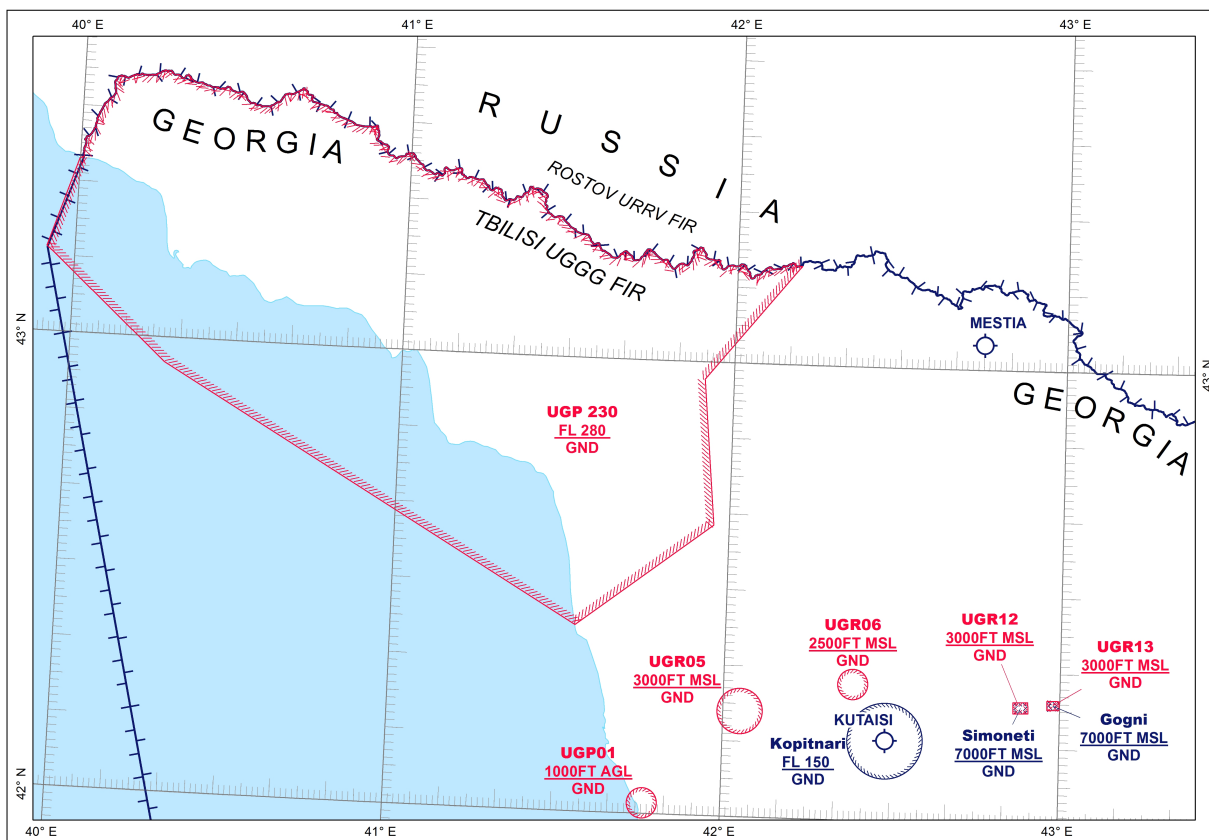 40° E
41° E
42° E
43° E
RUSSIA
GEORGIA
ROSTOV URRV FIR
TBILISI UGGG FIR
MESTIA
43° N
43° N
GEORGIA
UGP 230
FL 280
GND
UGR06
2500FT MSL
GND
UGR12
3000FT MSL
GND
UGR13
3000FT MSL
GND
UGR05
3000FT MSL
GND
KUTAISI
Kopitnari
FL 150
GND
Simoneti
7000FT MSL
GND
Gogni
7000FT MSL
GND
UGP01
1000FT AGL
GND
42° N
42° N
40° E
41° E
42° E
43° E